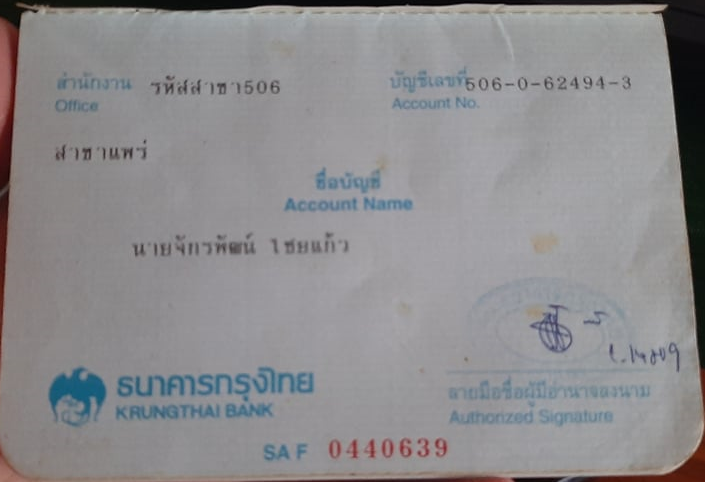 สำนักงาน รหัสสาขา506 บัญชีเลขที่ 506-0-62494-3
Office Account No.
สาขาแพร่
ชื่อบัญชี
Account Name
นายจักรพัฒน์ ไชยแก้ว
ธนาคารกรุงไทย
KRUNGTHAI BANK
ลายมือชื่อผู้มีอำนาจลงนาม
Authorized Signature
SA F 0440639